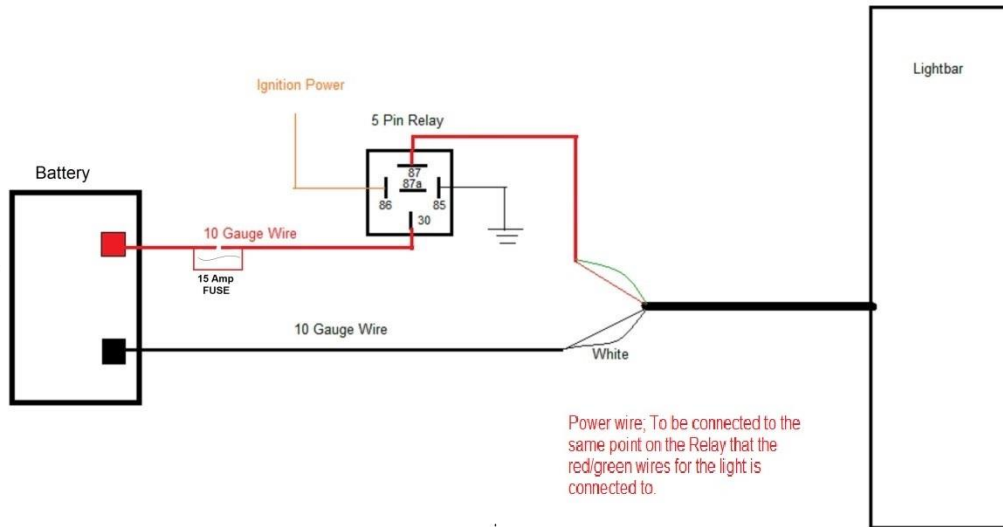 Lightbar
Ignition Power
5 Pin Relay
87
87a
86
85
30
Battery
10 Gauge Wire
15 Amp
FUSE
10 Gauge Wire
White
Power wire; To be connected to the
same point on the Relay that the
red/green wires for the light is
connected to.